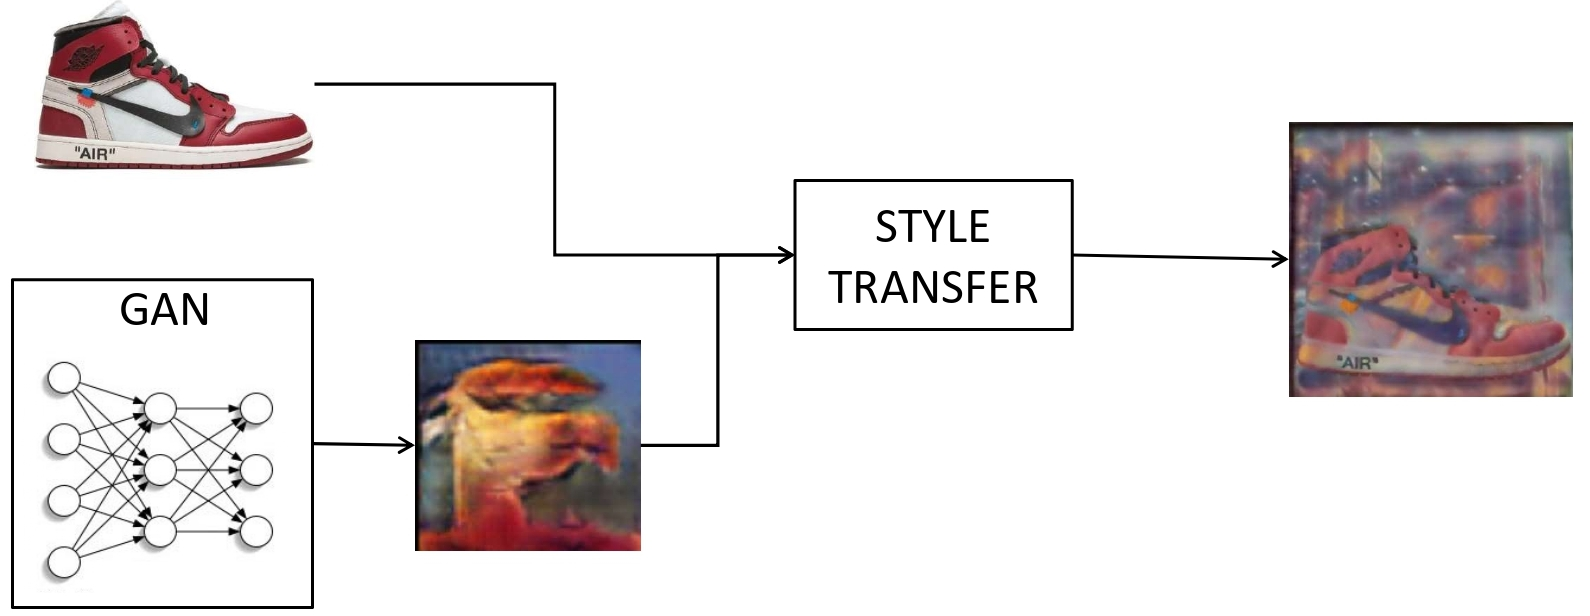 "AIR"
GAN
STYLE
TRANSFER
"AIR"